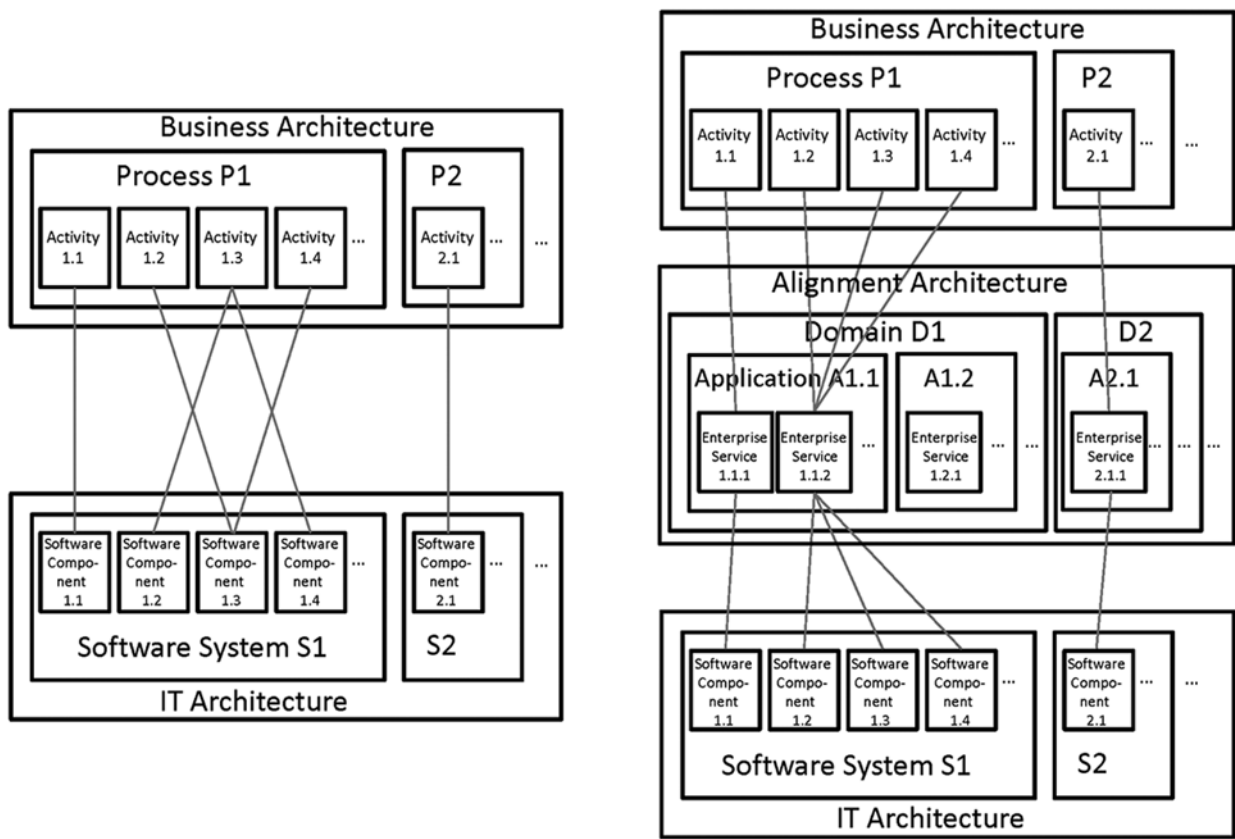 Business Architecture
Process P1
P2
Activity
1.1
Activity
1.2
Activity
1.3
Activity
1.4
...
Activity
2.1
...
...
Software
Compo-
nent
1.1
Software
Compo-
nent
1.2
Software
Compo-
nent
1.3
Software
Compo-
nent
1.4
...
Software
Compo-
nent
2.1
...
...
Software System S1
S2
IT Architecture
Business Architecture
Process P1
P2
Activity
1.1
Activity
1.2
Activity
1.3
Activity
1.4
...
Activity
2.1
...
...
Alignment Architecture
Domain D1
D2
Application A1.1
A1.2
A2.1
Enterprise
Service
1.1.1
Enterprise
Service
1.1.2
...
Enterprise
Service
1.2.1
...
...
Enterprise
Service
2.1.1
...
...
...
Software
Compo-
nent
1.1
Software
Compo-
nent
1.2
Software
Compo-
nent
1.3
Software
Compo-
nent
1.4
...
Software
Compo-
nent
2.1
...
...
Software System S1
S2
IT Architecture